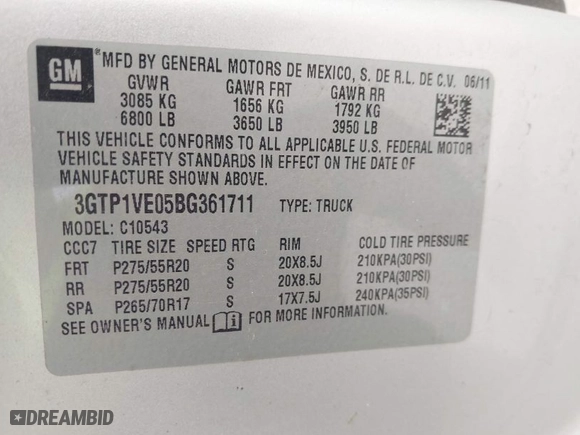 GM *MFD BY GENERAL MOTORS DE MEXICO, S. DE R.L. DE C.V. 06/11
GVWR GAWR FRT GAWR RR
3085 KG 1656 KG 1792 KG
6800 LB 3650 LB 3950 LB
THIS VEHICLE CONFORMS TO ALL APPLICABLE U.S. FEDERAL MOTOR
VEHICLE SAFETY STANDARDS IN EFFECT ON THE DATE OF
MANUFACTURE SHOWN ABOVE.
3GTP1VE05BG361711 TYPE: TRUCK
MODEL: C10543
CCC7 TIRE SIZE SPEED RTG RIM COLD TIRE PRESSURE
FRT P275/55R20 S 20X8.5J 210KPA(30PSI)
RR P275/55R20 S 20X8.5J 210KPA(30PSI)
SPA P265/70R17 S 17X7.5J 240KPA(35PSI)
SEE OWNER'S MANUAL FOR MORE INFORMATION.
DREAMBID